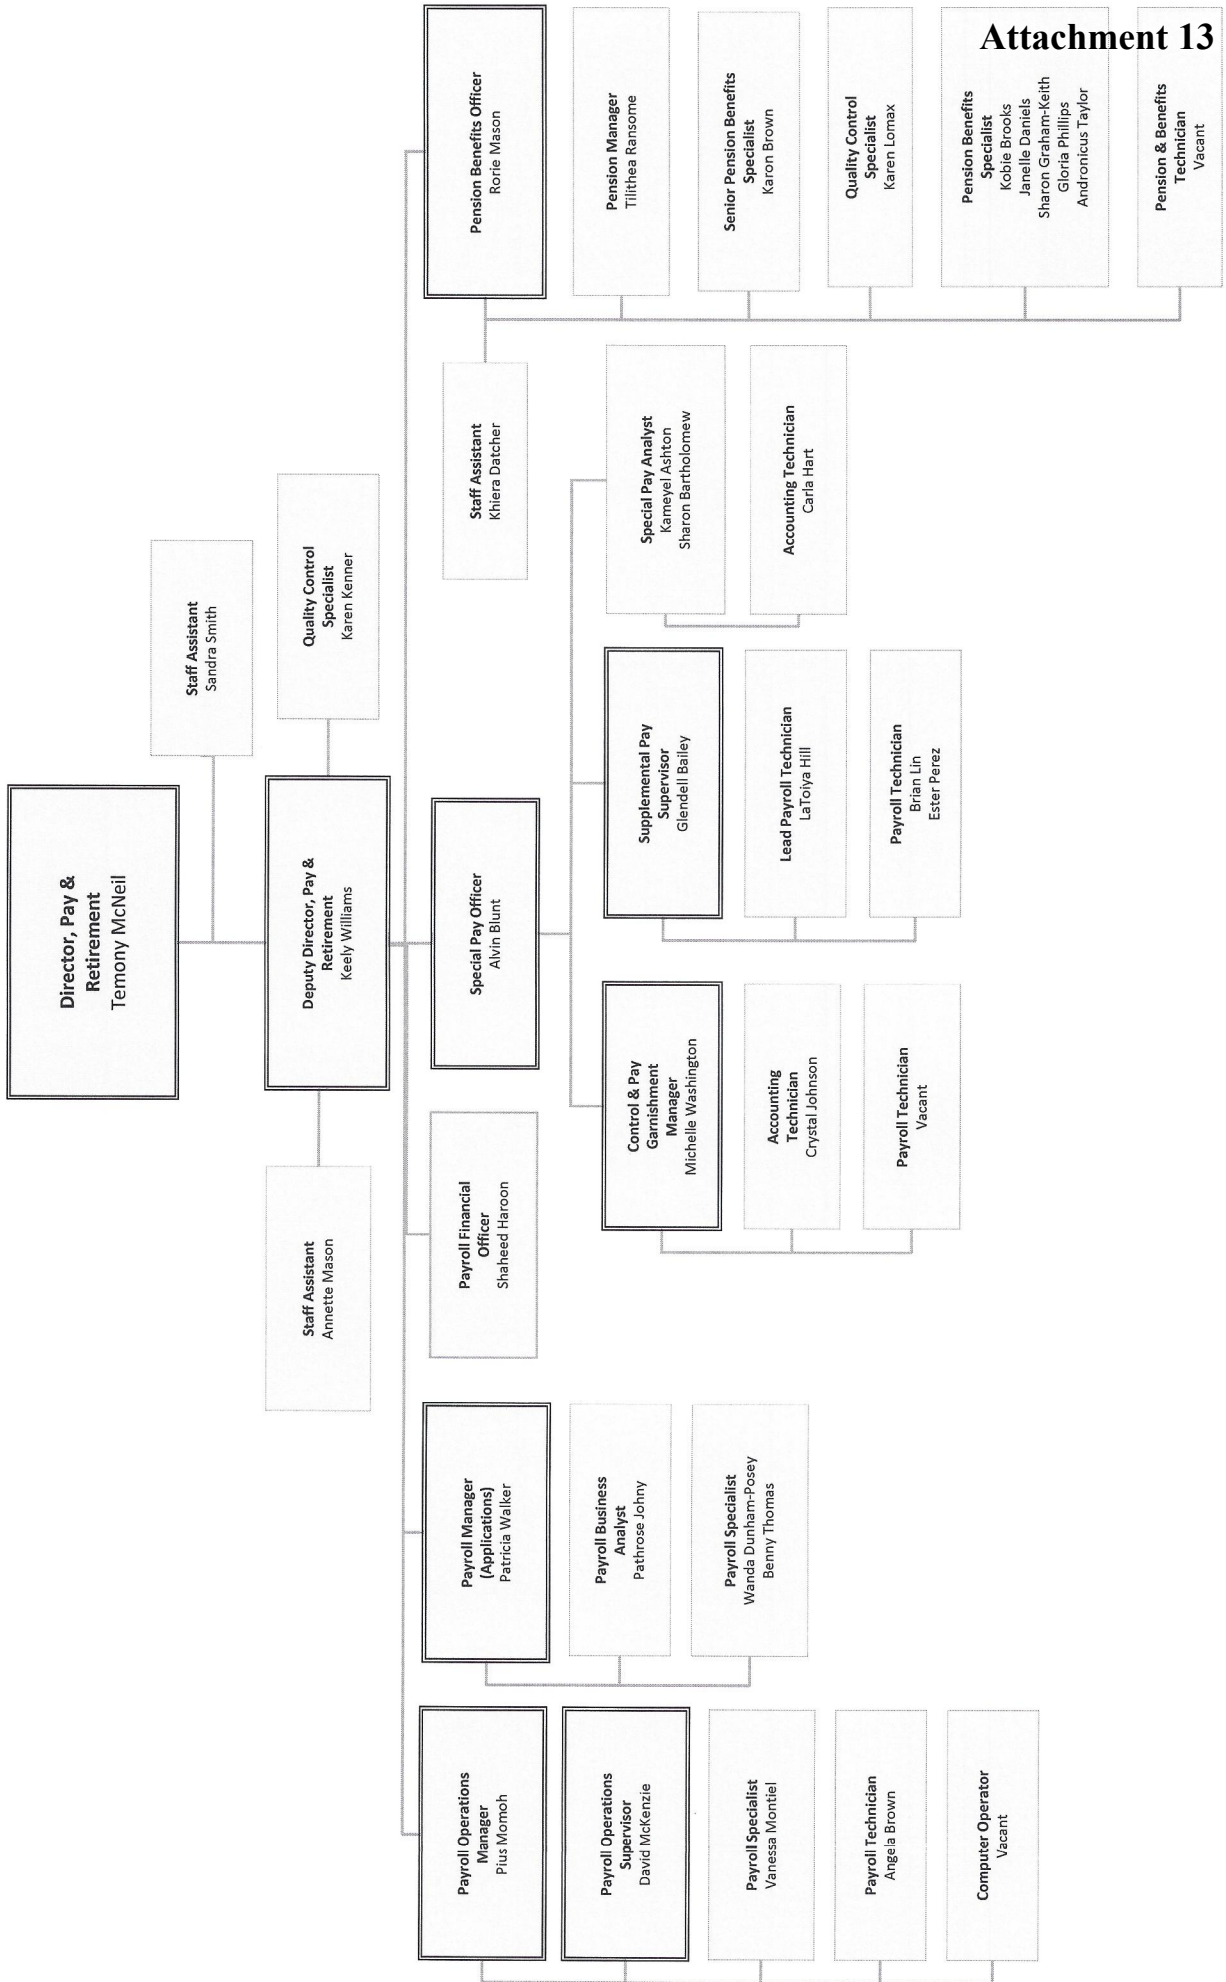 Attachment 13
Director, Pay &
Retirement
Temony McNeil
Staff Assistant
Sandra Smith
Staff Assistant
Annette Mason
Deputy Director, Pay &
Retirement
Keely Williams
Quality Control
Specialist
Karen Kenner
Payroll Operations
Manager
Pius Momoh
Payroll Operations
Supervisor
David McKenzie
Payroll Specialist
Vanessa Montiel
Payroll Technician
Angela Brown
Computer Operator
Vacant
Payroll Manager
(Applications)
Patricia Walker
Payroll Business
Analyst
Pathrose Johny
Payroll Specialist
Wanda Dunham-Posey
Benny Thomas
Payroll Financial
Officer
Shaheed Haroon
Special Pay Officer
Alvin Blunt
Control & Pay
Garnishment
Manager
Michelle Washington
Accounting
Technician
Crystal Johnson
Payroll Technician
Vacant
Supplemental Pay
Supervisor
Glendell Bailey
Lead Payroll Technician
LaToiya Hill
Payroll Technician
Brian Lin
Ester Perez
Special Pay Analyst
Kameyel Ashton
Sharon Bartholomew
Accounting Technician
Carla Hart
Staff Assistant
Khiera Datcher
Pension Benefits Officer
Rorie Mason
Pension Manager
Tilithea Ransome
Senior Pension Benefits
Specialist
Karon Brown
Quality Control
Specialist
Karen Lomax
Pension Benefits
Specialist
Kobie Brooks
Janelle Daniels
Sharon Graham-Keith
Gloria Phillips
Andronicus Taylor
Pension & Benefits
Technician
Vacant